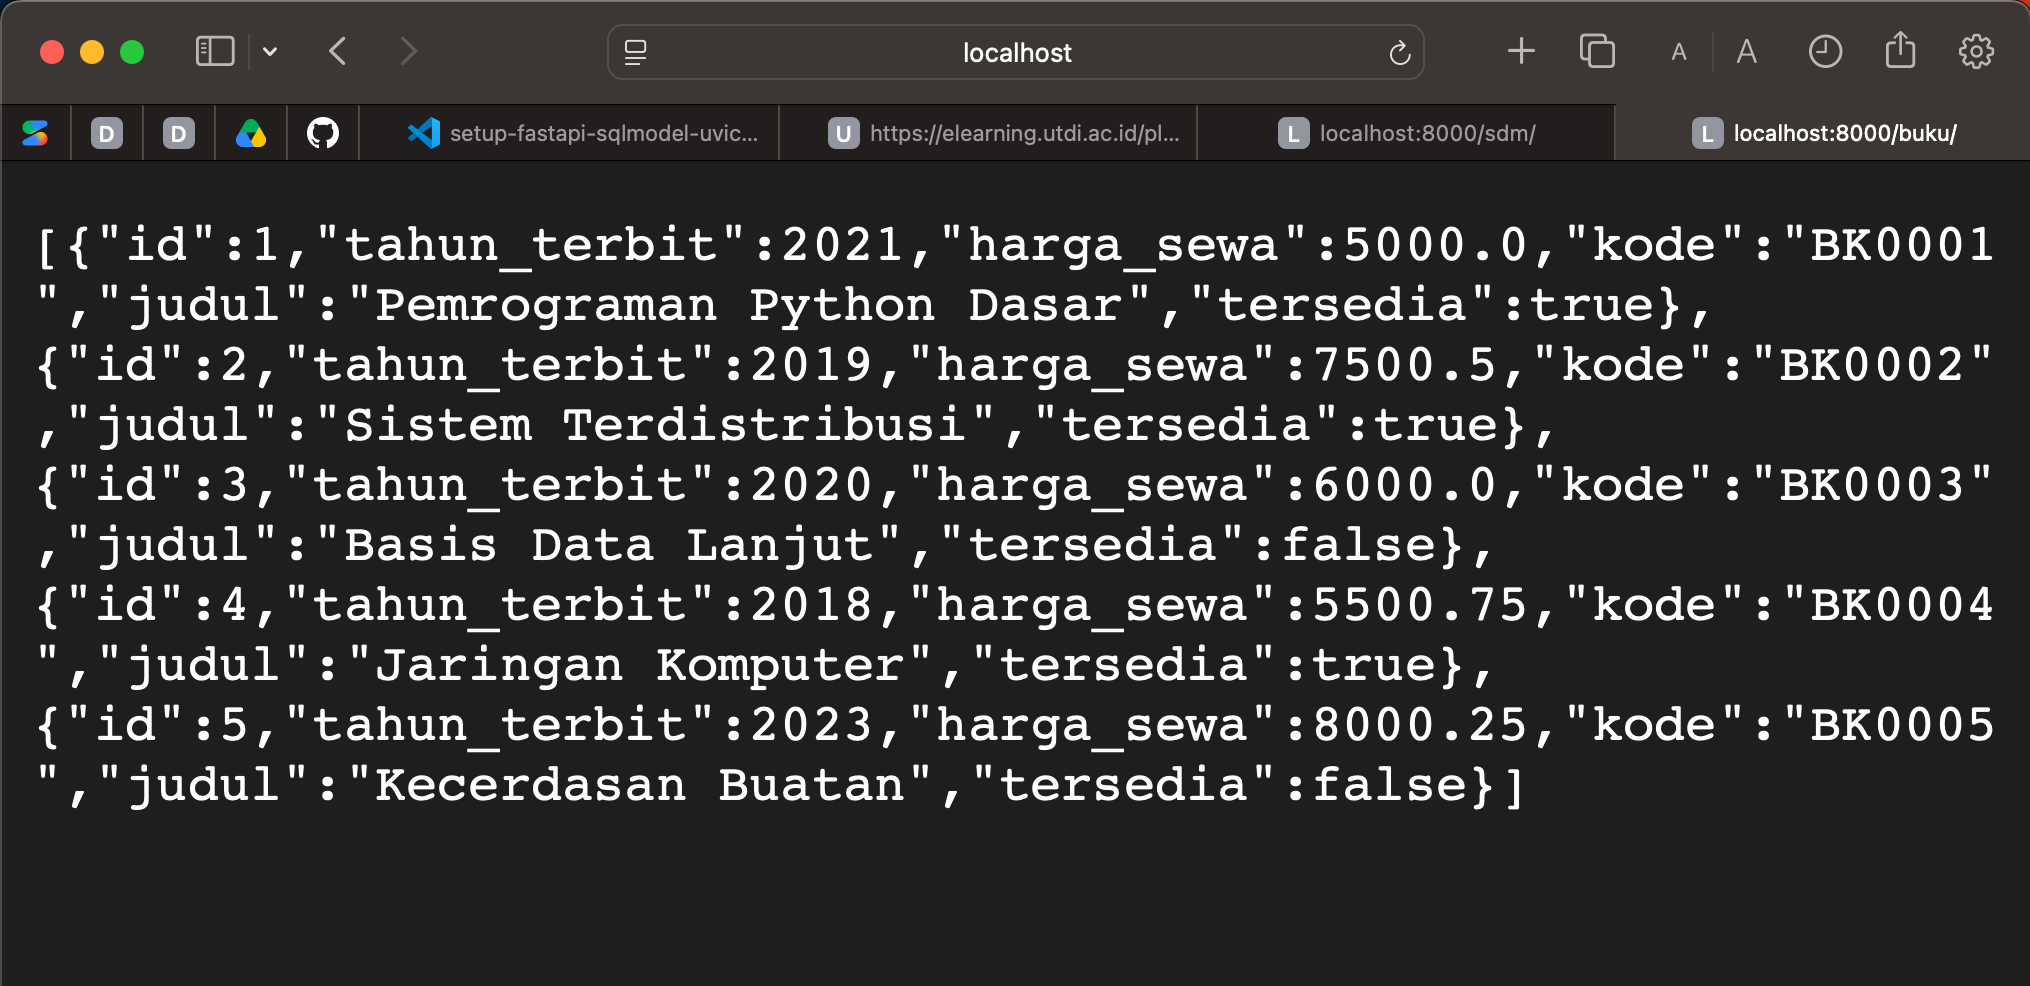 localhost
A A
D
D
setup-fastapi-sqlmodel-uvic...
U https://elearning.utdi.ac.id/pl...
L localhost:8000/sdm/
L localhost:8000/buku/
[{"id":1,"tahun_terbit":2021,"harga_sewa":5000.0,"kode":"BK0001
","judul":"Pemrograman Python Dasar","tersedia":true},
{"id":2,"tahun_terbit":2019,"harga_sewa":7500.5,"kode":"BK0002"
,"judul":"Sistem Terdistribusi","tersedia":true},
{"id":3,"tahun_terbit":2020,"harga_sewa":6000.0,"kode":"BK0003"
,"judul":"Basis Data Lanjut","tersedia":false},
{"id":4,"tahun_terbit":2018,"harga_sewa":5500.75,"kode":"BK0004
","judul":"Jaringan Komputer","tersedia":true},
{"id":5,"tahun_terbit":2023,"harga_sewa":8000.25,"kode":"BK0005
","judul":"Kecerdasan Buatan","tersedia":false}]